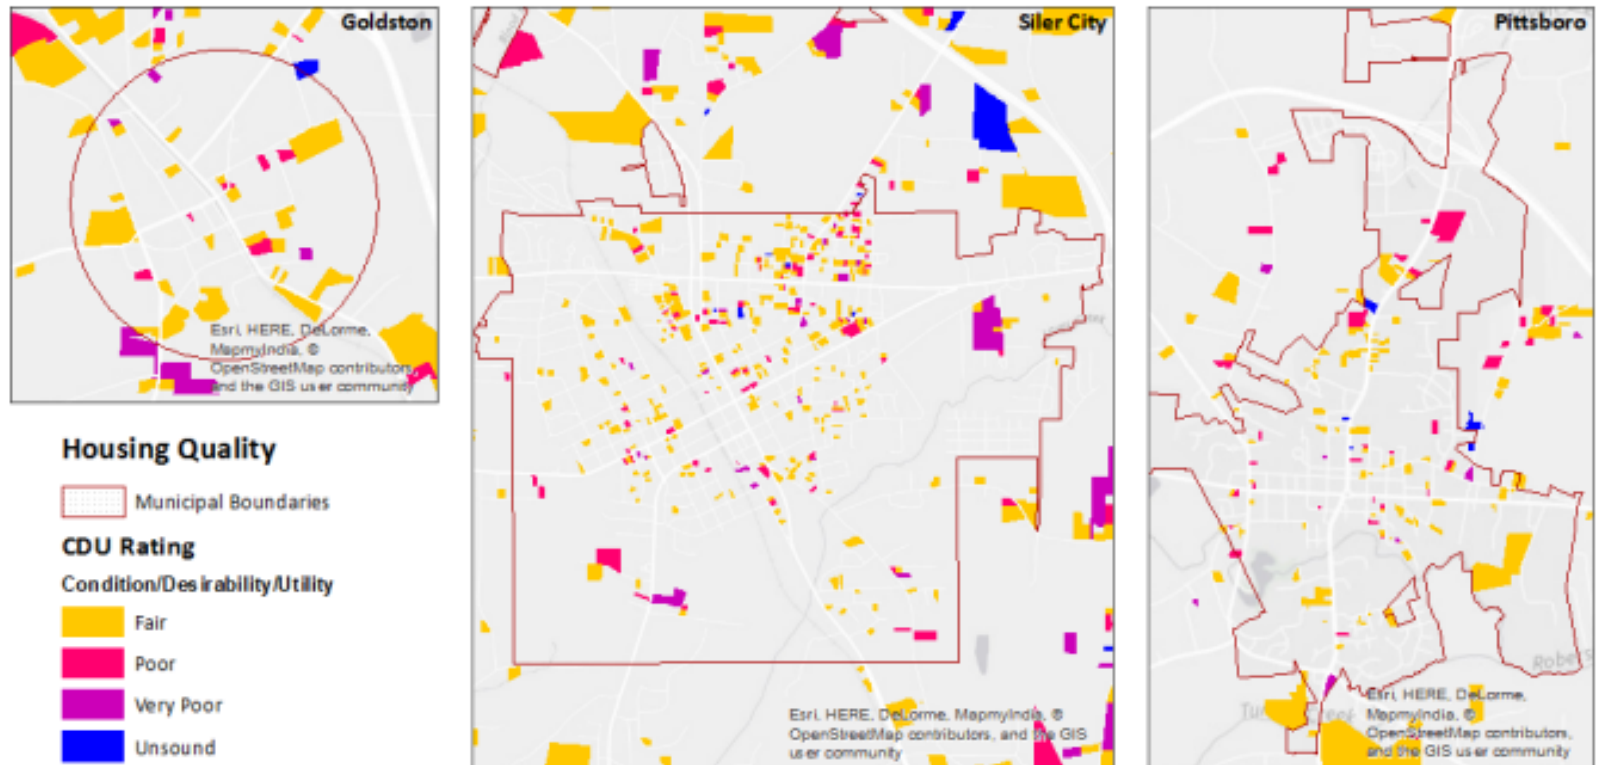 Goldston
Esri, HERE, DeLorme,
MapmyIndia, ©
OpenStreetMap contributors,
and the GIS user community
Housing Quality
Municipal Boundaries
CDU Rating
Condition/Desirability/Utility
Fair
Poor
Very Poor
Unsound
Siler City
Esri, HERE, DeLorme, MapmyIndia, ©
OpenStreetMap contributors, and the GIS
user community
Pittsboro
Robers
Esri, HERE, DeLorme,
MapmyIndia, ©
OpenStreetMap contributors,
and the GIS user community